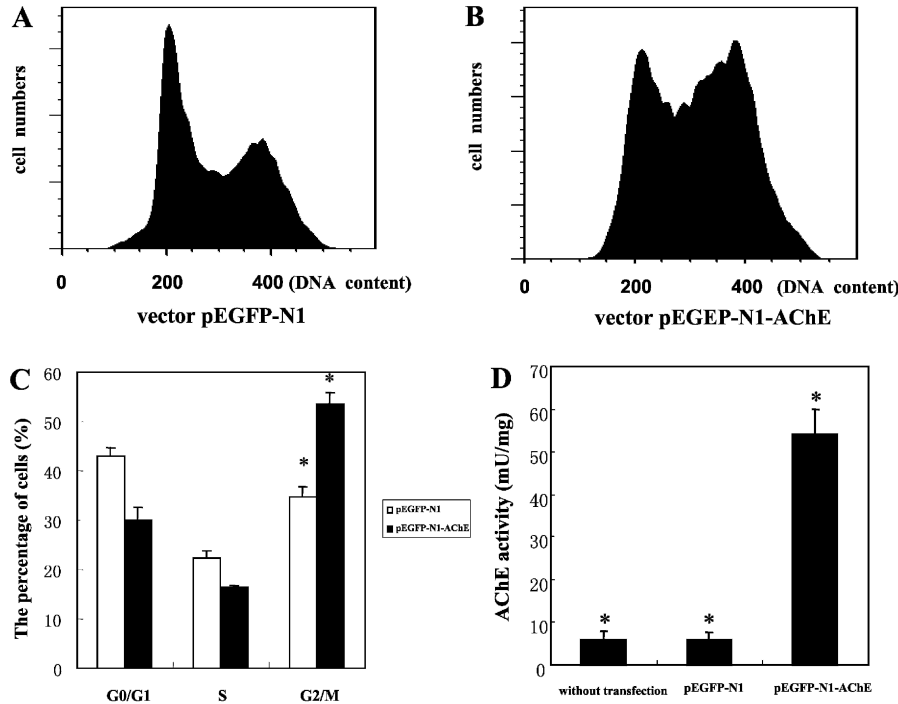 A
cell numbers
0 200 400 (DNA content)
vector pEGFP-N1
B
cell numbers
0 200 400 (DNA content)
vector pEGEP-N1-AChE
C
The percentage of cells (%)
60
50
40
30
20
10
0
*
*
G0/G1 S G2/M
pEGFP-N1
pEGFP-N1-AChE
D
AChE activity (mU/mg)
70
60
50
40
30
20
10
0
*
*
*
without transfection pEGFP-N1 pEGFP-N1-AChE